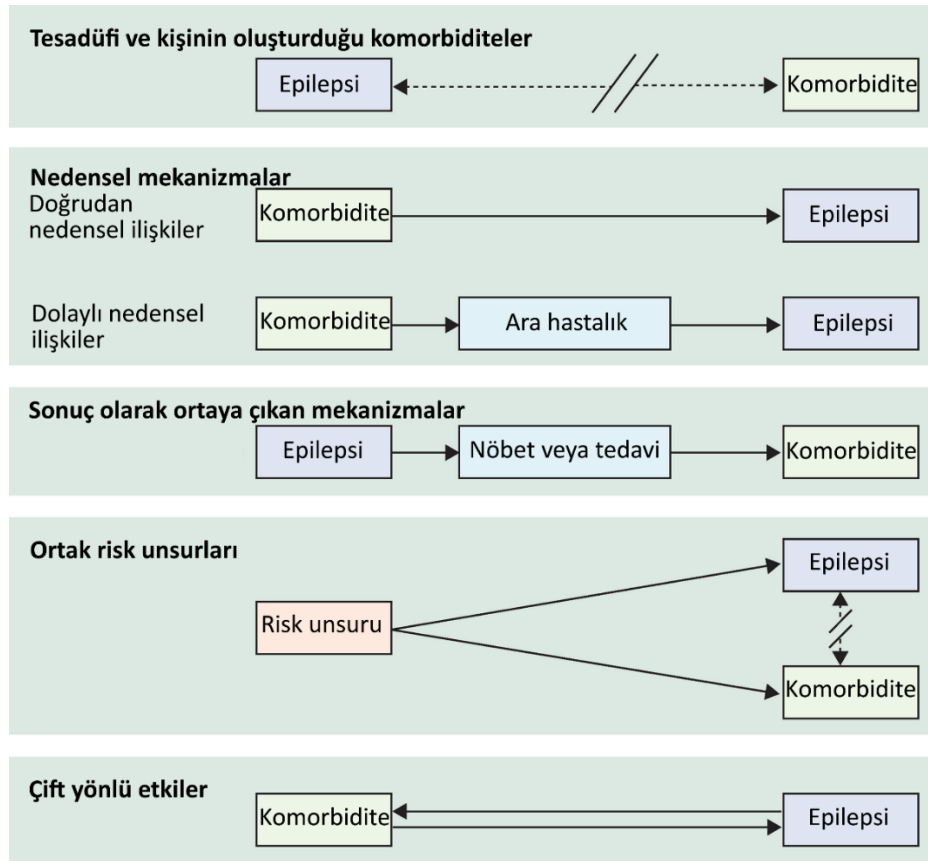 Tesadüfi ve kişinin oluşturduğu komorbiditeler
Epilepsi
Komorbidite
Nedensel mekanizmalar
Doğrudan
nedensel ilişkiler
Komorbidite
Epilepsi
Dolaylı nedensel
ilişkiler
Komorbidite
Ara hastalık
Epilepsi
Sonuç olarak ortaya çıkan mekanizmalar
Epilepsi
Nöbet veya tedavi
Komorbidite
Ortak risk unsurları
Epilepsi
Risk unsuru
Komorbidite
Çift yönlü etkiler
Komorbidite
Epilepsi